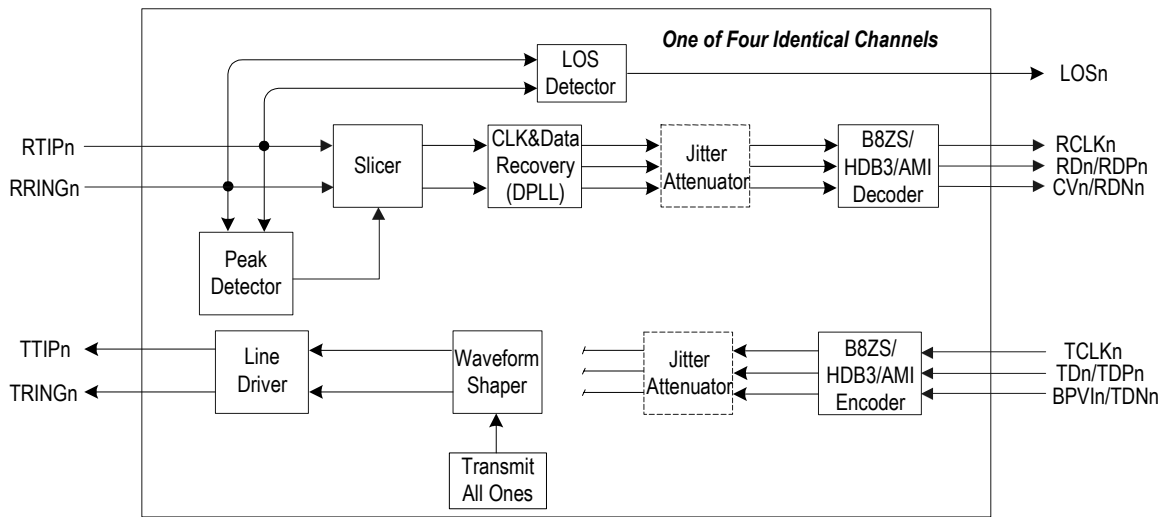 One of Four Identical Channels
LOS
Detector
LOSn
RTIPn
RRINGn
Slicer
CLK&Data
Recovery
(DPLL)
Jitter
Attenuator
B8ZS/
HDB3/AMI
Decoder
RCLKn
RDn/RDPn
CVn/RDNn
Peak
Detector
TTIPn
TRINGn
Line
Driver
Waveform
Shaper
Jitter
Attenuator
B8ZS/
HDB3/AMI
Encoder
TCLKn
TDn/TDPn
BPVIn/TDNn
Transmit
All Ones